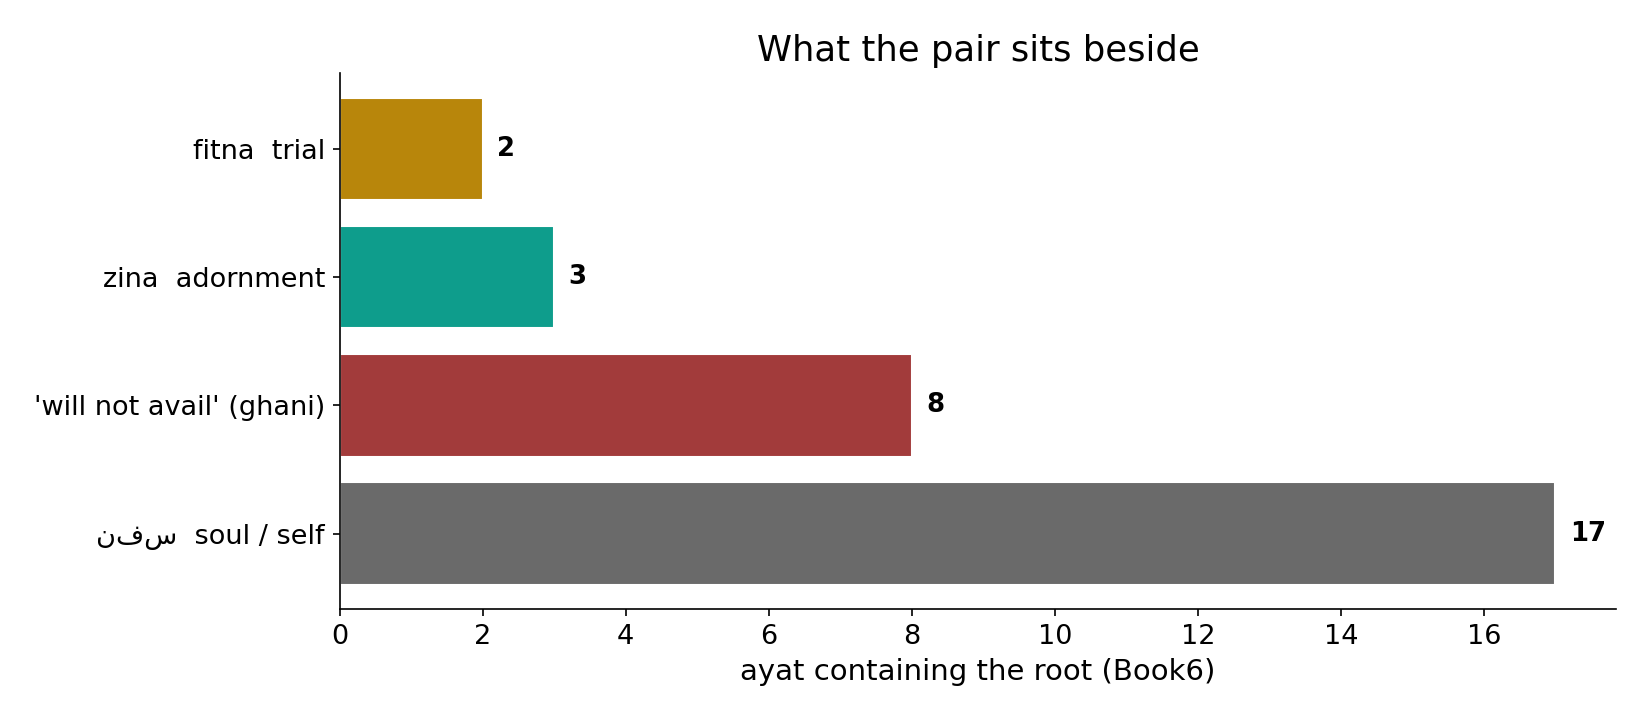 What the pair sits beside
fitna  trial
2
zina  adornment
3
'will not avail' (ghani)
8
سفن  soul / self
17
0 2 4 6 8 10 12 14 16
ayat containing the root (Book6)